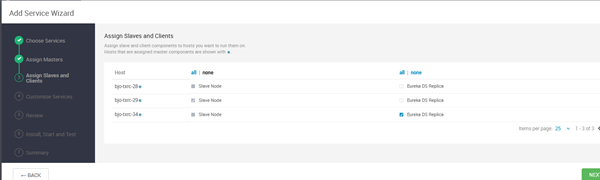 Add Service Wizard
Choose Services
Assign Masters
Assign Slaves and
Clients
Customize Services
Review
Install, Start and Test
Summary
Assign Slaves and Clients
Assign slave and client components to hosts you want to run them on.
Hosts that are assigned master components are shown with
Host all | none all | none
bjo-txrc-28 Slave Node Eureka DS Replica
bjo-txrc-29 Slave Node Eureka DS Replica
bjo-txrc-34 Slave Node Eureka DS Replica
Items per page: 25 1 - 3 of 3
← BACK
NEXT